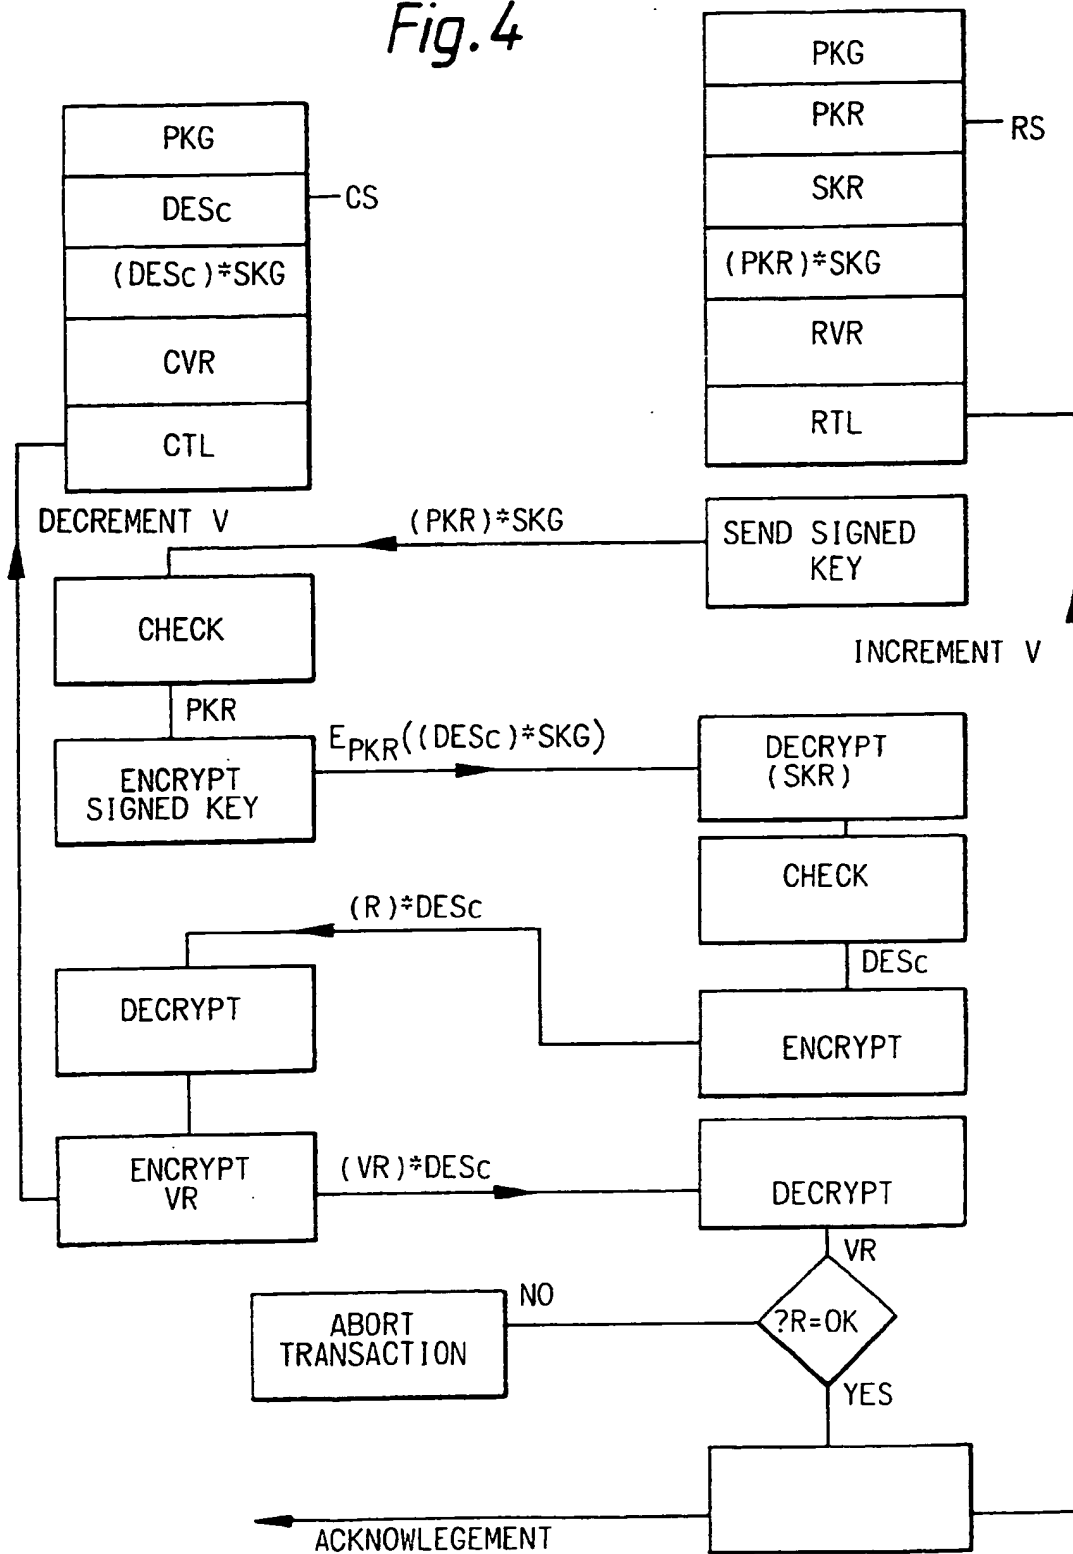 Fig. 4
PKG
DESc
CS
(DESc)*SKG
CVR
CTL
PKG
PKR
RS
SKR
(PKR)*SKG
RVR
RTL
DECREMENT V
(PKR)*SKG
SEND SIGNED
KEY
CHECK
INCREMENT V
PKR
ENCRYPT
SIGNED KEY
EPKR((DESc)*SKG)
DECRYPT
(SKR)
CHECK
DESc
(R)*DESc
DECRYPT
ENCRYPT
ENCRYPT
VR
(VR)*DESc
DECRYPT
VR
?R=OK
NO
ABORT
TRANSACTION
YES
ACKNOWLEGEMENT